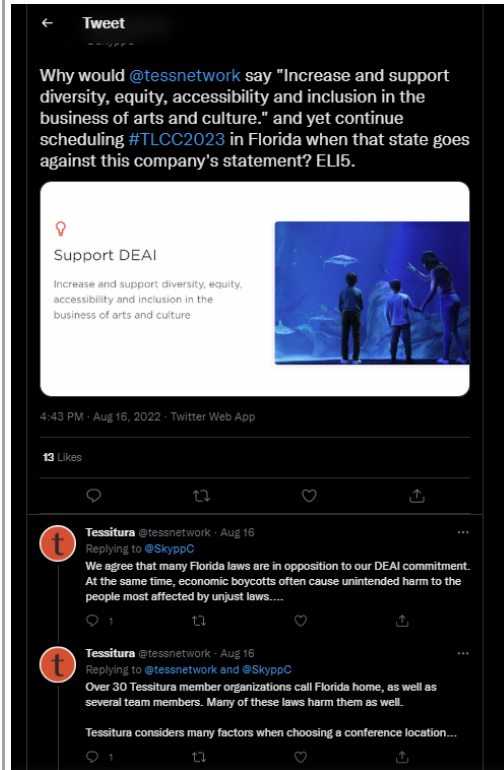 Tweet
Why would @tessnetwork say "Increase and support
diversity, equity, accessibility and inclusion in the
business of arts and culture." and yet continue
scheduling #TLCC2023 in Florida when that state goes
against this company's statement? ELI5.
Support DEAI
Increase and support diversity, equity,
accessibility and inclusion in the
business of arts and culture
4:43 PM · Aug 16, 2022 · Twitter Web App
13 Likes
t
Tessitura @tessnetwork · Aug 16
Replying to @SkyppC
We agree that many Florida laws are in opposition to our DEAI commitment.
At the same time, economic boycotts often cause unintended harm to the
people most affected by unjust laws....
1
t
Tessitura @tessnetwork · Aug 16
Replying to @tessnetwork and @SkyppC
Over 30 Tessitura member organizations call Florida home, as well as
several team members. Many of these laws harm them as well.
Tessitura considers many factors when choosing a conference location...
1